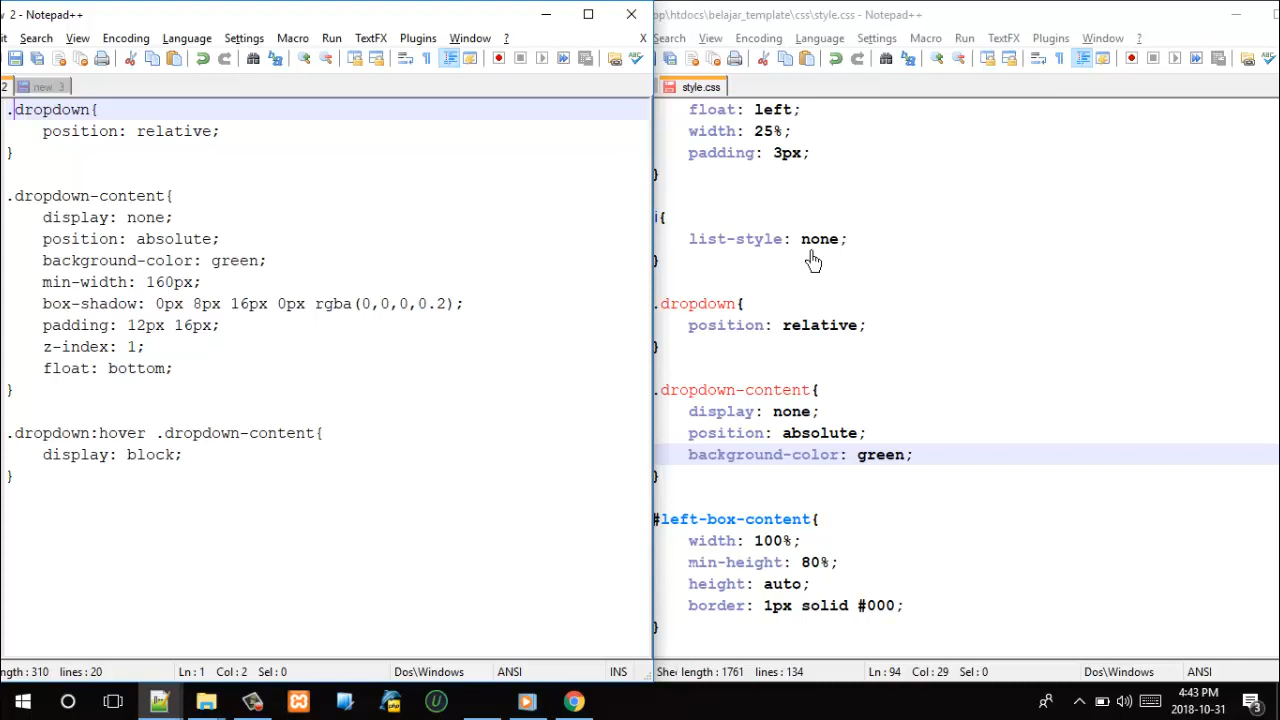 v 2 - Notepad++
Search View Encoding Language Settings Macro Run TextFX Plugins Window ? X
2 new 3
.dropdown{
position: relative;
}
.dropdown-content{
display: none;
position: absolute;
background-color: green;
min-width: 160px;
box-shadow: 0px 8px 16px 0px rgba(0,0,0,0.2);
padding: 12px 16px;
z-index: 1;
float: bottom;
}
.dropdown:hover .dropdown-content{
display: block;
}
ngth: 310 lines: 20 Ln: 1 Col: 2 Sel: 0 Dos\Windows ANSI INS
op\htdocs\belajar_template\css\style.css - Notepad++
Search View Encoding Language Settings Macro Run TextFX Plugins Window ?
style.css
float: left;
width: 25%;
padding: 3px;
}
i{
list-style: none;
}
.dropdown{
position: relative;
}
.dropdown-content{
display: none;
position: absolute;
background-color: green;
}
#left-box-content{
width: 100%;
min-height: 80%;
height: auto;
border: 1px solid #000;
}
She length: 1761 lines: 134 Ln: 94 Col: 29 Sel: 0 Dos\Windows ANSI
4:43 PM
2018-10-31
3